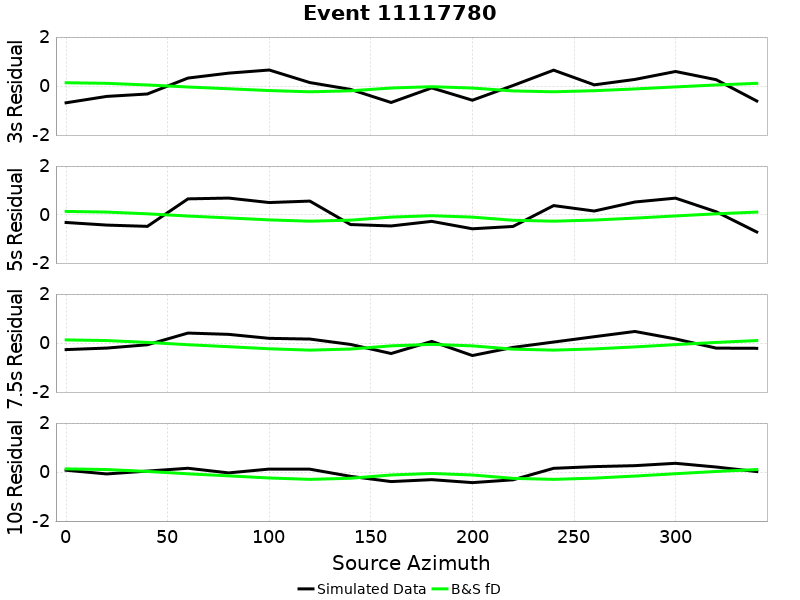 Event 11117780
3s Residual
2
0
-2
5s Residual
2
0
-2
7.5s Residual
2
0
-2
10s Residual
2
0
-2
0 50 100 150 200 250 300
Source Azimuth
Simulated Data B&S fD